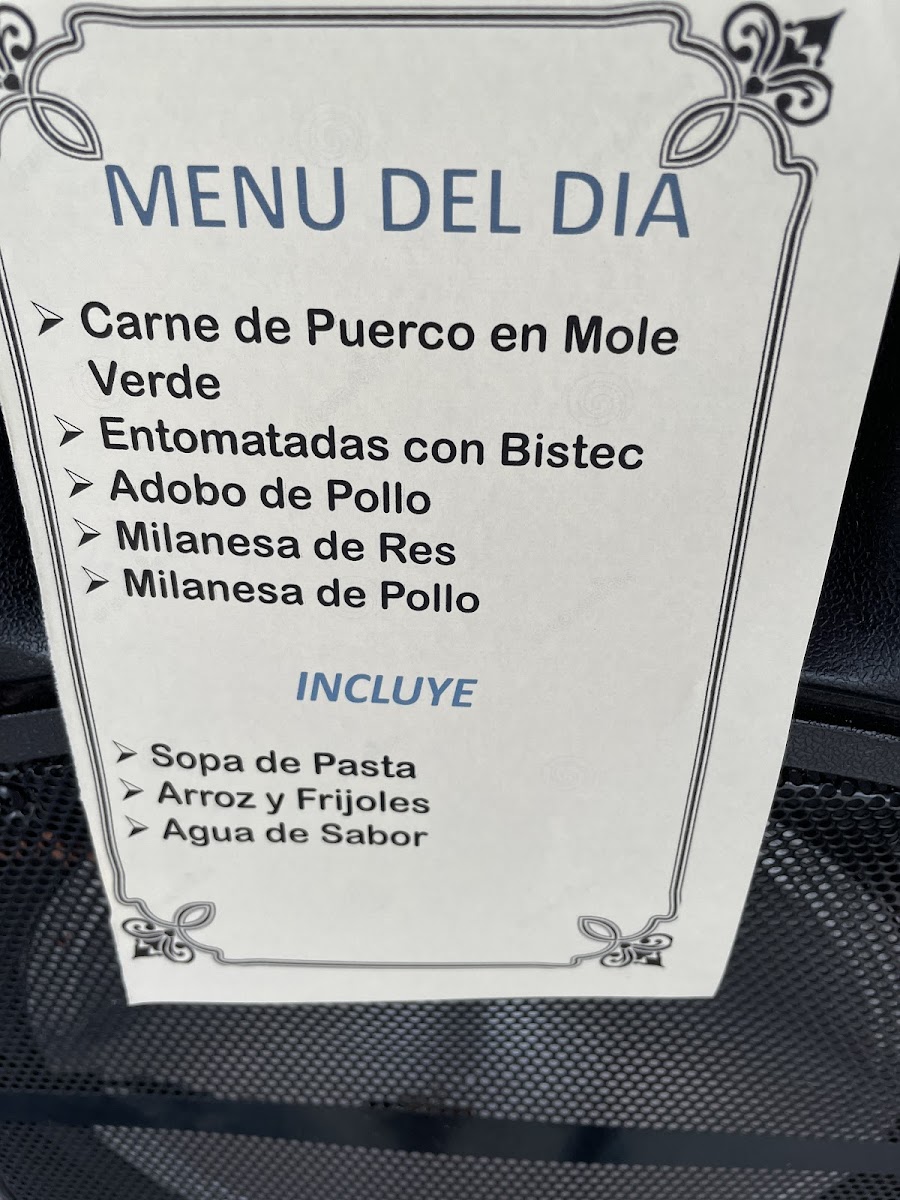 MENU DEL DIA
➢ Carne de Puerco en Mole
Verde
➢ Entomatadas con Bistec
➢ Adobo de Pollo
➢ Milanesa de Res
➢ Milanesa de Pollo
INCLUYE
➢ Sopa de Pasta
➢ Arroz y Frijoles
➢ Agua de Sabor